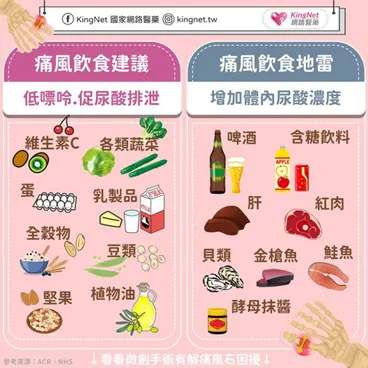 KingNet 國家網路醫藥 kingnet.tw
KingNet
網路醫藥
痛風飲食建議
低嘌呤.促尿酸排泄
維生素C
各類蔬菜
蛋
乳製品
全穀物
豆類
堅果
植物油
痛風飲食地雷
增加體內尿酸濃度
啤酒
含糖飲料
APPLE
肝
紅肉
貝類
金槍魚
鮭魚
酵母抹醬
參考來源：ACR、NHS
↓看看微創手術有解痛風石困擾↓